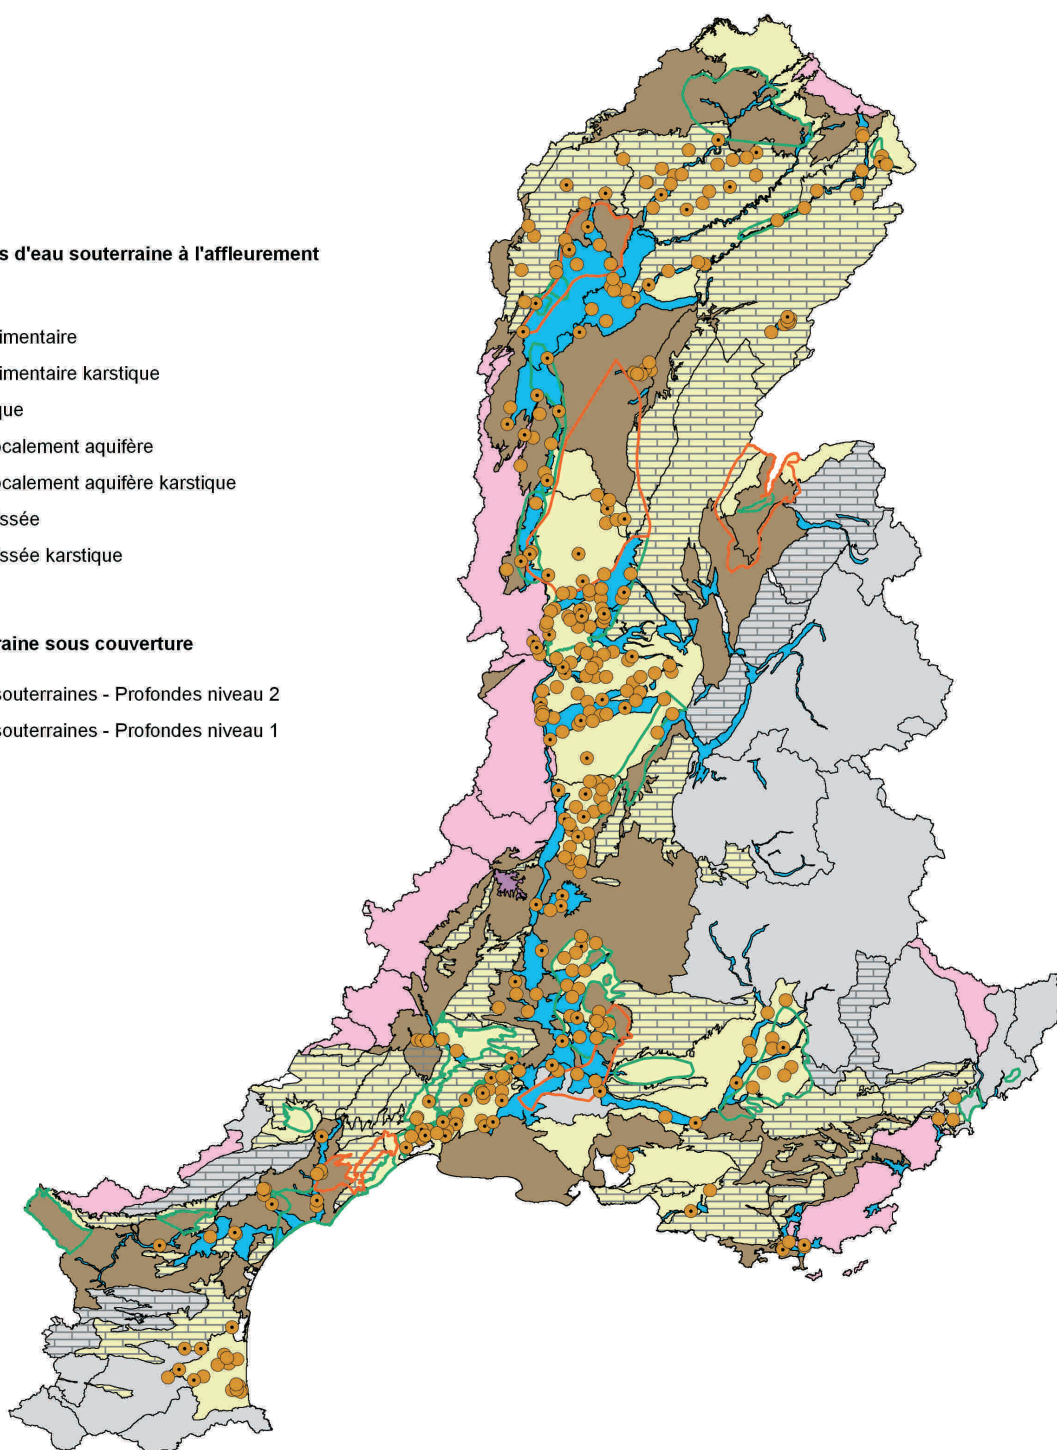 s d'eau souterraine à l'affleurement
imentaire
imentaire karstique
que
ocalement aquifère
ocalement aquifère karstique
ssée
ssée karstique
raine sous couverture
souterraines - Profondes niveau 2
souterraines - Profondes niveau 1